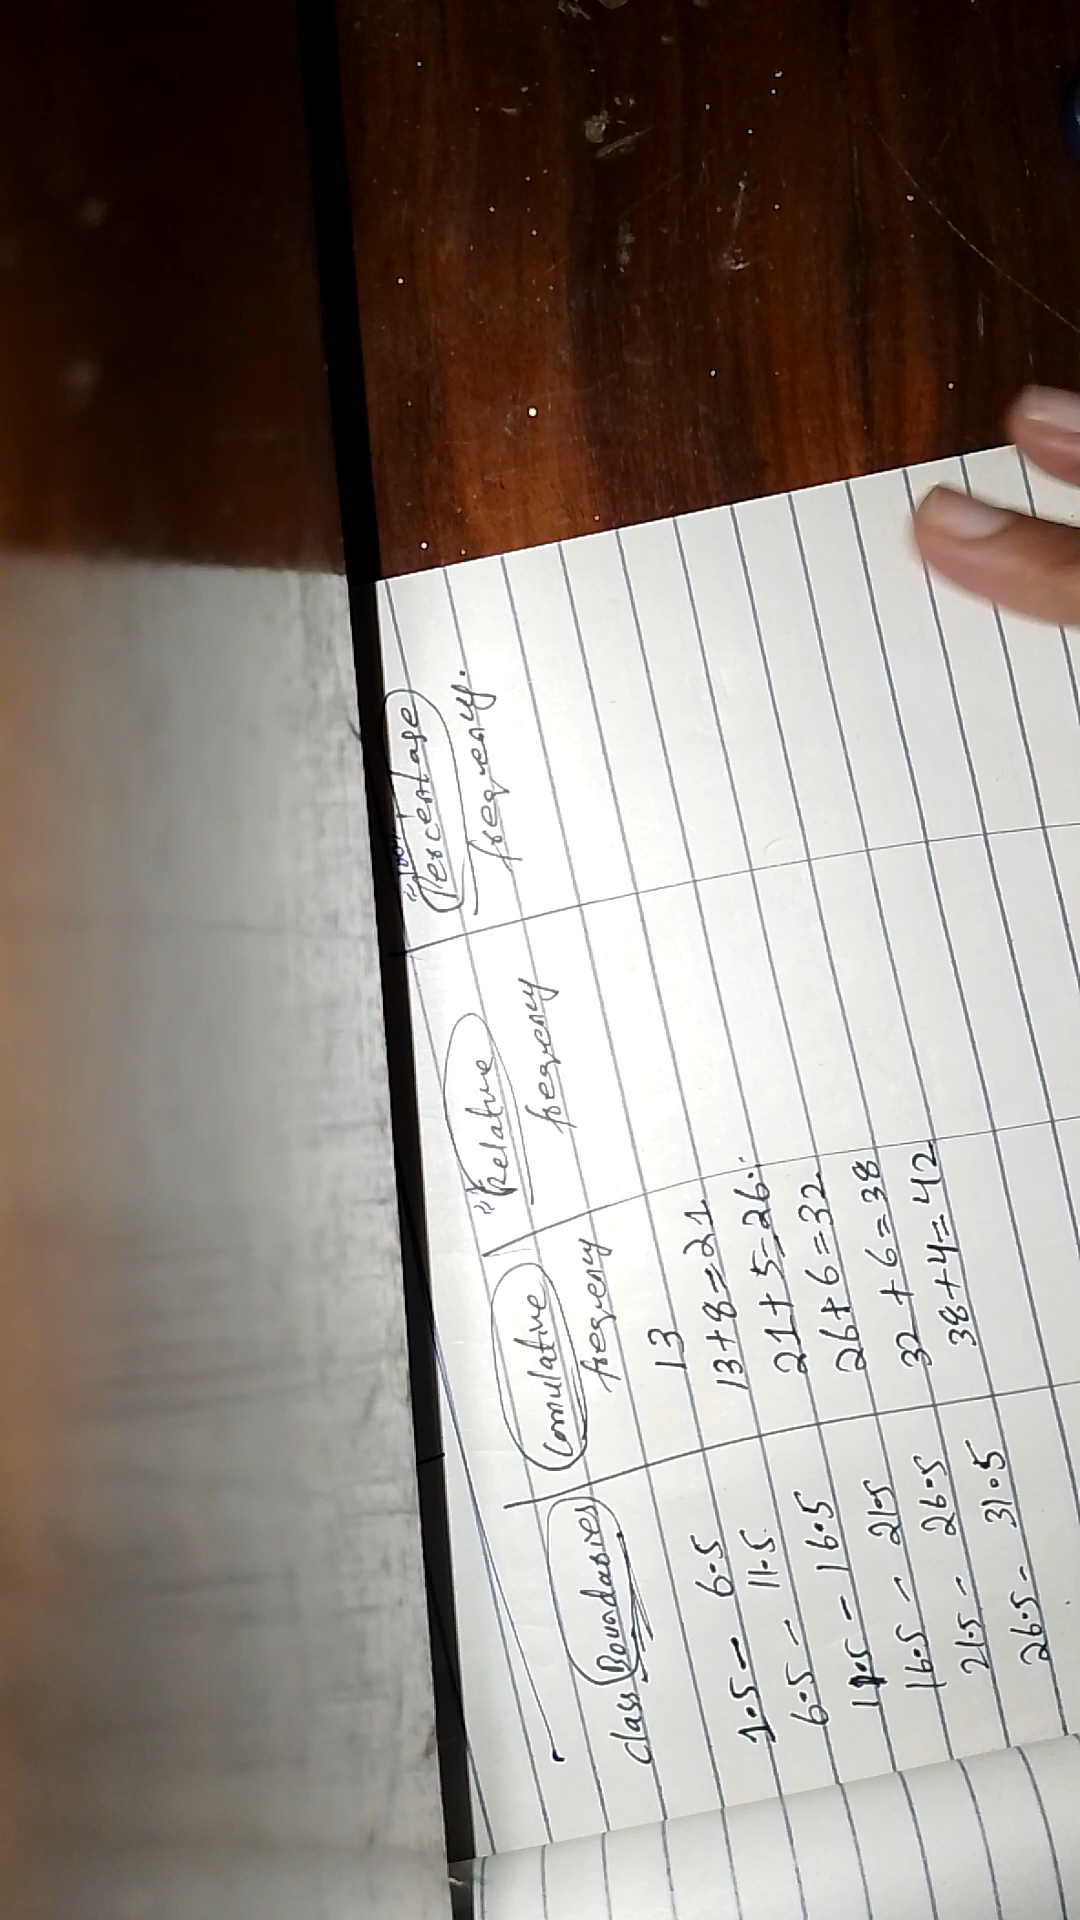 Class Boundaries | Comulative frequency | Relative frequency | Percentage frequency.
1.5 - 6.5 | 13
6.5 - 11.5 | 13+8=21
11.5 - 16.5 | 21+5=26
16.5 - 21.5 | 26+6=32
21.5 - 26.5 | 32+6=38
26.5 - 31.5 | 38+4=42